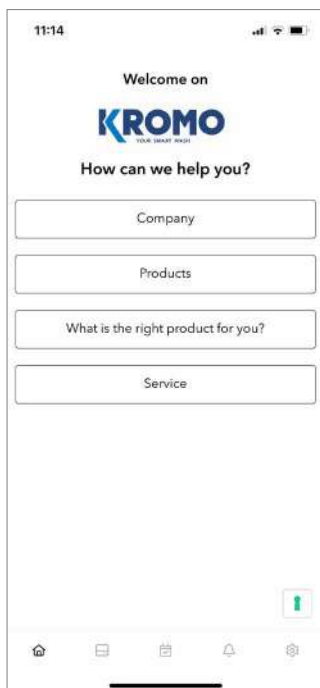 11:14
Welcome on
KROMO
YOUR SMART WASH
How can we help you?
Company
Products
What is the right product for you?
Service